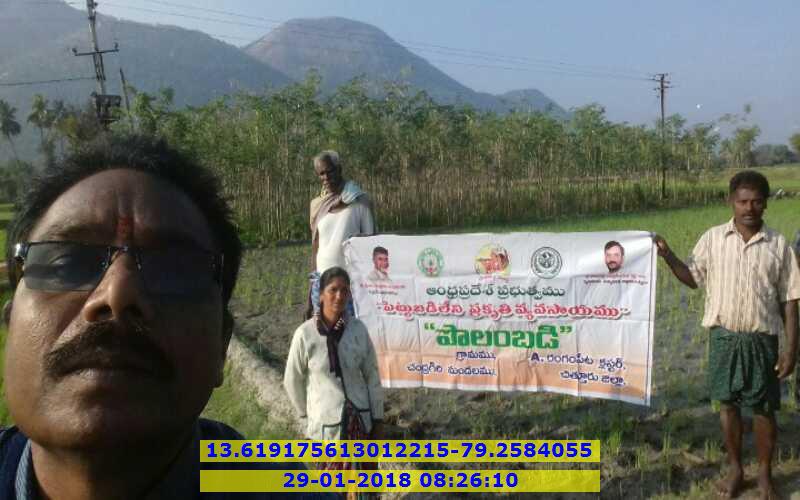 ఆంధ్రప్రదేశ్ ప్రభుత్వము
-:పెట్టుబడిలేని ప్రకృతి వ్యవసాయము:-
"పొలంబడి"
గ్రామము, A. రంగంపేట క్లస్టర్,
చంద్రగిరి మండలము, చిత్తూరు జిల్లా,
13.619175613012215-79.2584055
29-01-2018 08:26:10